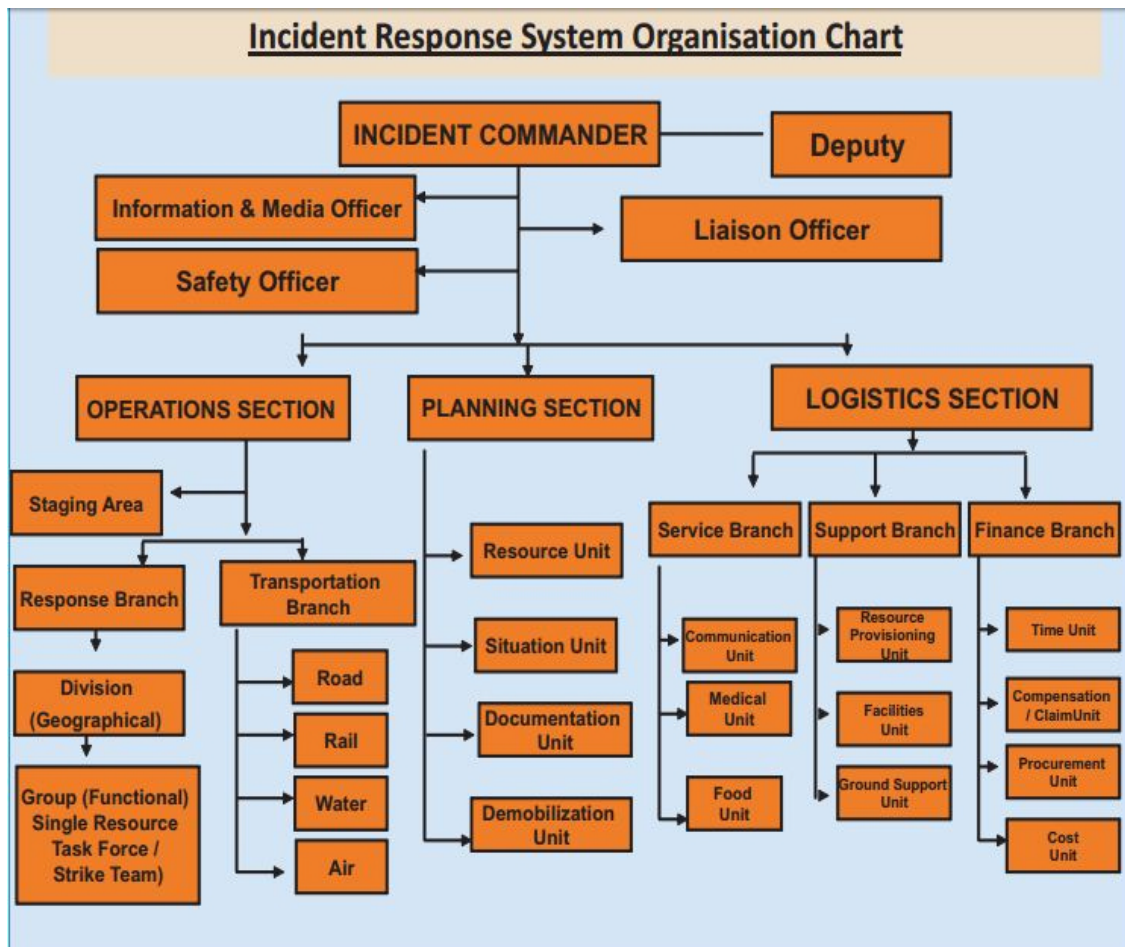 Incident Response System Organisation Chart
INCIDENT COMMANDER
Deputy
Information & Media Officer
Liaison Officer
Safety Officer
OPERATIONS SECTION
PLANNING SECTION
LOGISTICS SECTION
Staging Area
Response Branch
Transportation
Branch
Division
(Geographical)
Group (Functional)
Single Resource
Task Force /
Strike Team)
Road
Rail
Water
Air
Resource Unit
Situation Unit
Documentation
Unit
Demobilization
Unit
Service Branch
Support Branch
Finance Branch
Communication
Unit
Medical
Unit
Food
Unit
Resource
Provisioning
Unit
Facilities
Unit
Ground Support
Unit
Time Unit
Compensation
/ ClaimUnit
Procurement
Unit
Cost
Unit